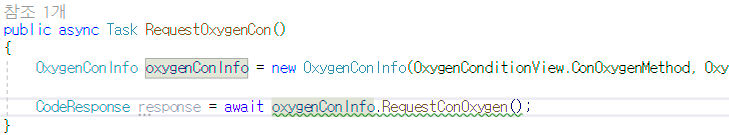 참조 1개
public async Task RequestOxygenCon()
{
OxygenConInfo oxygenConInfo = new OxygenConInfo(OxygenConditionView.ConOxygenMethod, Oxy
CodeResponse response = await oxygenConInfo.RequestConOxygen();
}